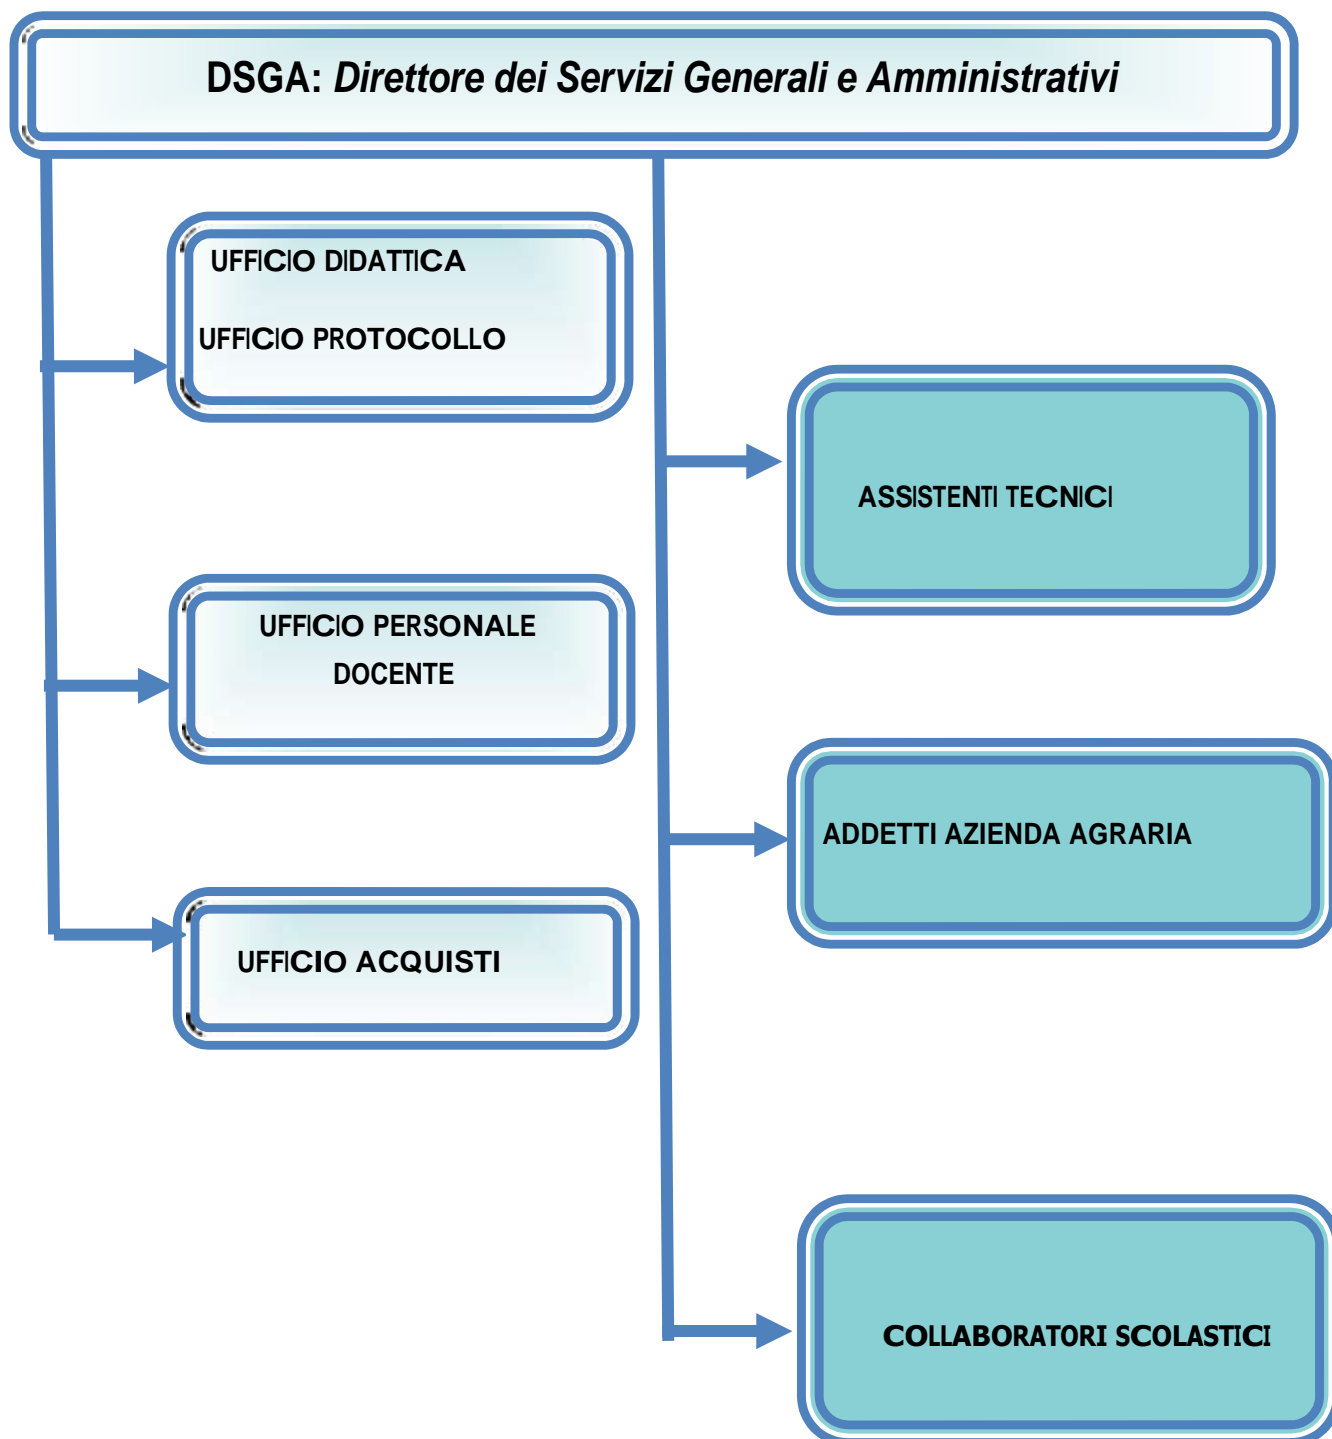 DSGA: Direttore dei Servizi Generali e Amministrativi
UFFICIO DIDATTICA
UFFICIO PROTOCOLLO
UFFICIO PERSONALE
DOCENTE
UFFICIO ACQUISTI
ASSISTENTI TECNICI
ADDETTI AZIENDA AGRARIA
COLLABORATORI SCOLASTICI